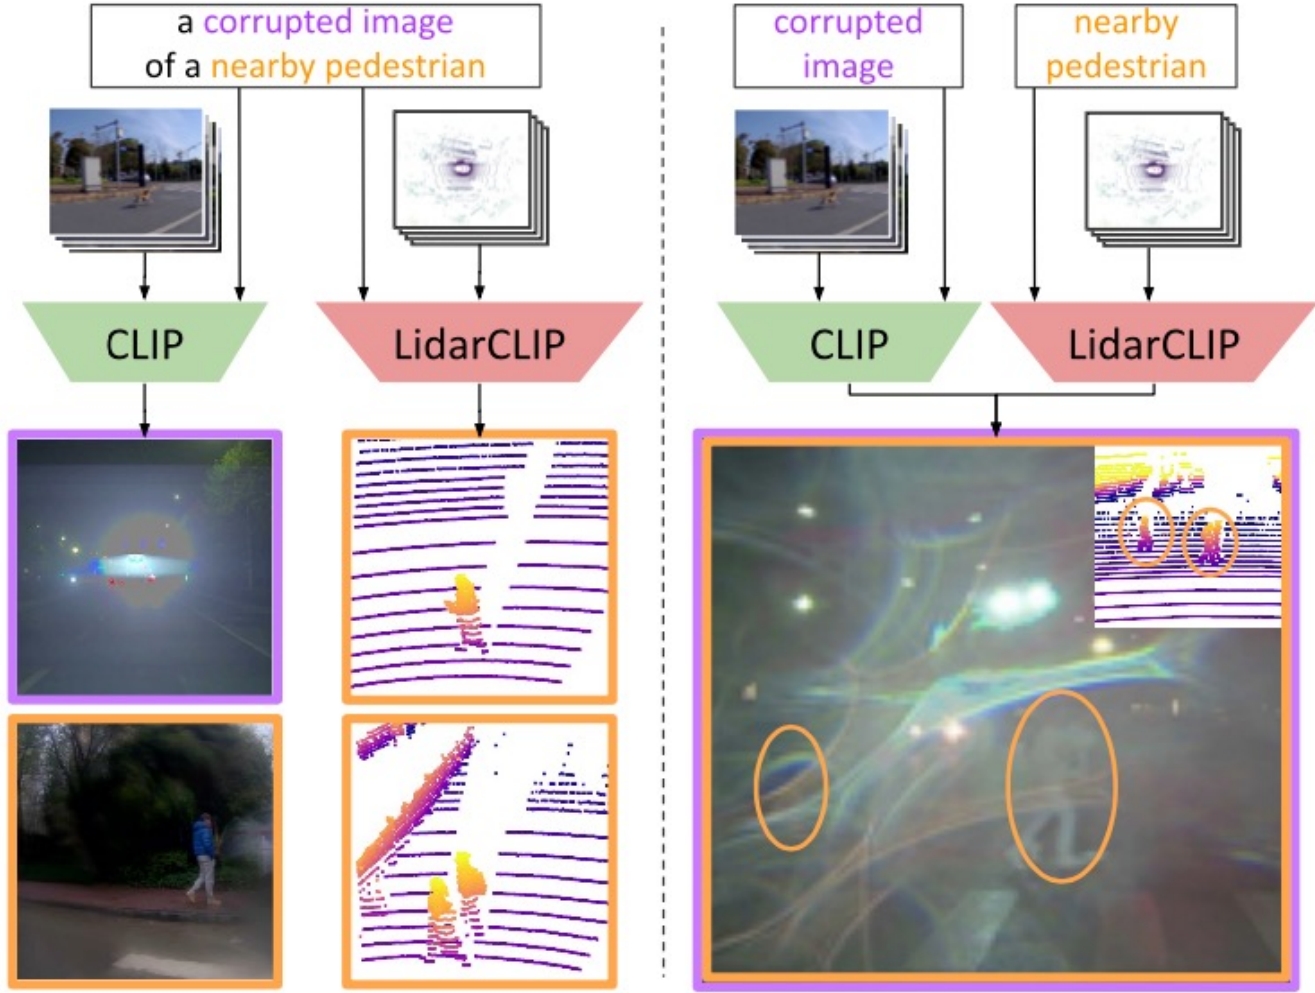 a corrupted image
of a nearby pedestrian
CLIP
LidarCLIP
corrupted
image
nearby
pedestrian
CLIP
LidarCLIP